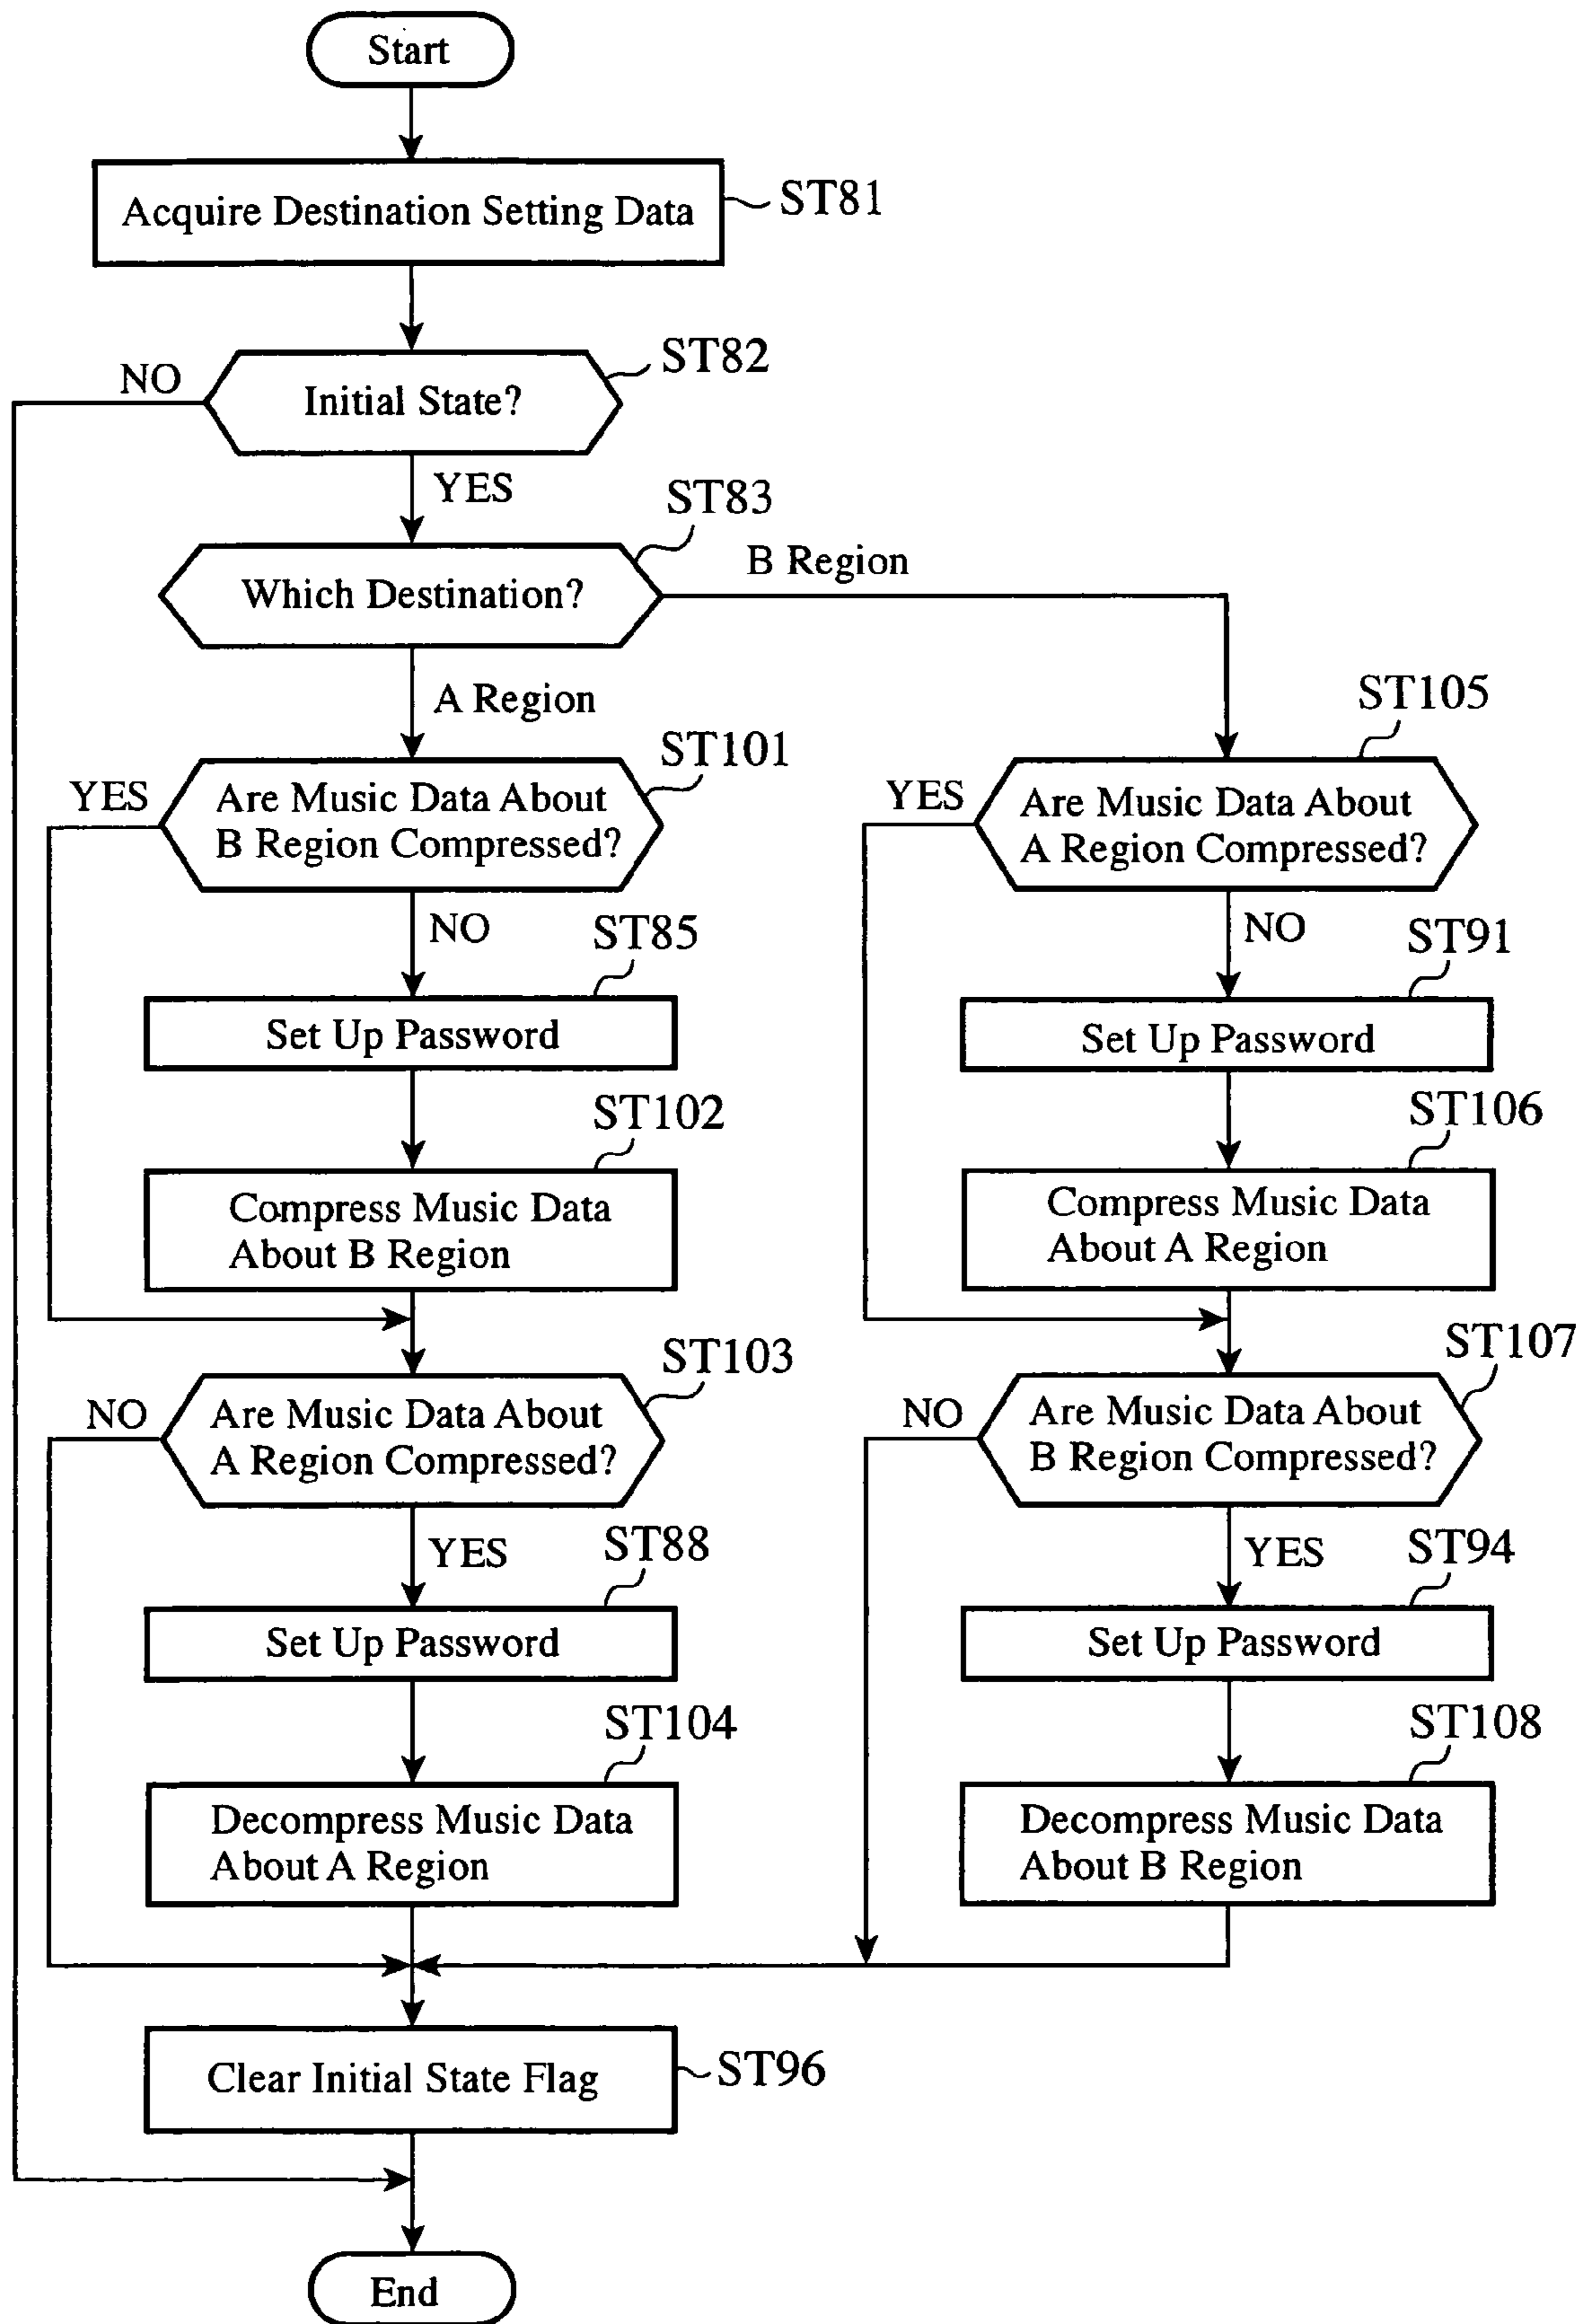 Start
Acquire Destination Setting Data
ST81
ST82
NO
Initial State?
YES
ST83
B Region
Which Destination?
A Region
ST101
YES
Are Music Data About
B Region Compressed?
NO
ST85
Set Up Password
ST102
Compress Music Data
About B Region
ST103
NO
Are Music Data About
A Region Compressed?
YES
ST88
Set Up Password
ST104
Decompress Music Data
About A Region
ST105
YES
Are Music Data About
A Region Compressed?
NO
ST91
Set Up Password
ST106
Compress Music Data
About A Region
ST107
NO
Are Music Data About
B Region Compressed?
YES
ST94
Set Up Password
ST108
Decompress Music Data
About B Region
Clear Initial State Flag
ST96
End